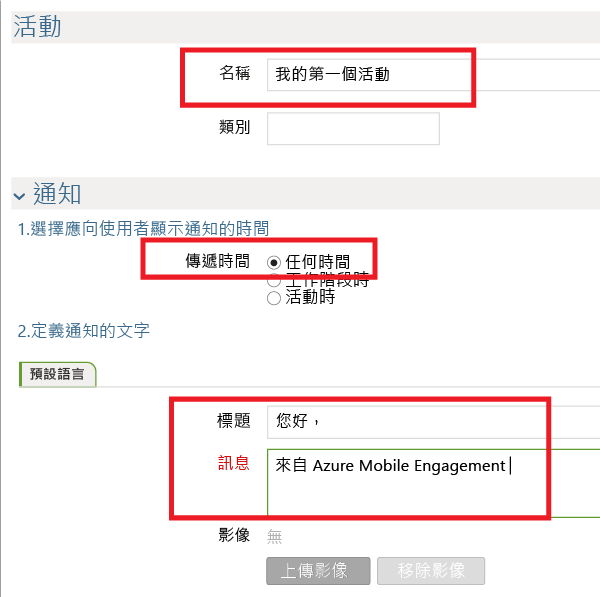 活動
名稱 我的第一個活動
類別
通知
1.選擇應向使用者顯示通知的時間
傳遞時間 任何時間
工作階段時
活動時
2.定義通知的文字
預設語言
標題 您好，
訊息 來自 Azure Mobile Engagement
影像 無
上傳影像 移除影像